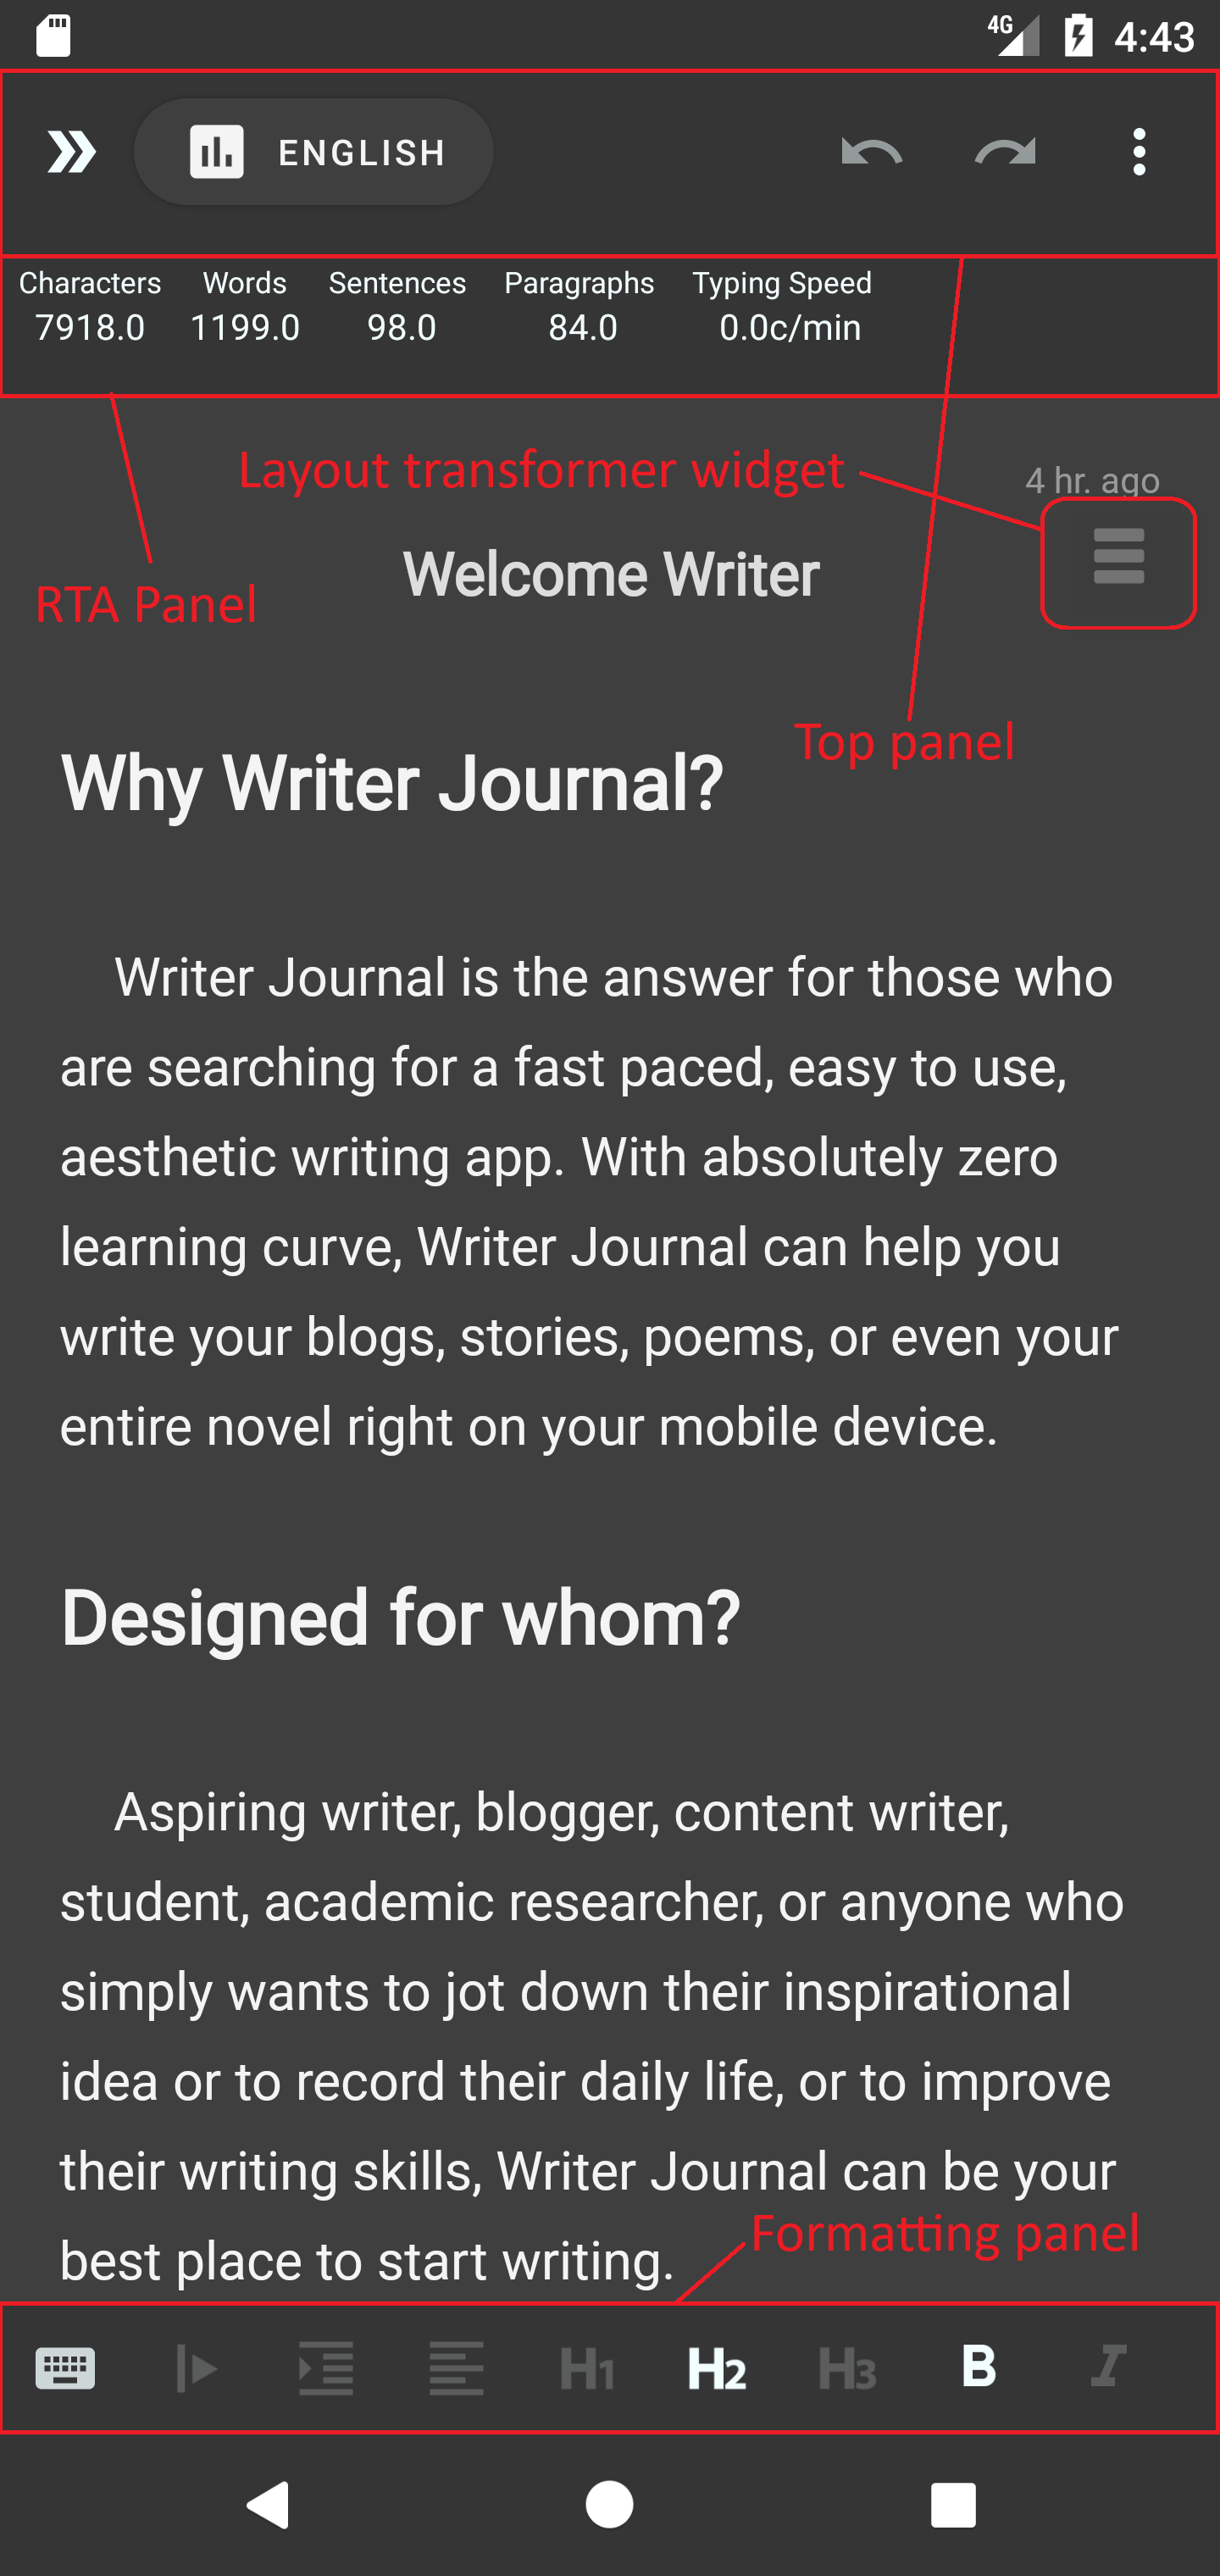 4G 4:43
ENGLISH
Characters Words Sentences Paragraphs Typing Speed
7918.0 1199.0 98.0 84.0 0.0c/min
Layout transformer widget
4 hr. ago
Welcome Writer
RTA Panel
Top panel
Why Writer Journal?
Writer Journal is the answer for those who
are searching for a fast paced, easy to use,
aesthetic writing app. With absolutely zero
learning curve, Writer Journal can help you
write your blogs, stories, poems, or even your
entire novel right on your mobile device.
Designed for whom?
Aspiring writer, blogger, content writer,
student, academic researcher, or anyone who
simply wants to jot down their inspirational
idea or to record their daily life, or to improve
their writing skills, Writer Journal can be your
best place to start writing.
Formatting panel
H1 H2 H3 B I